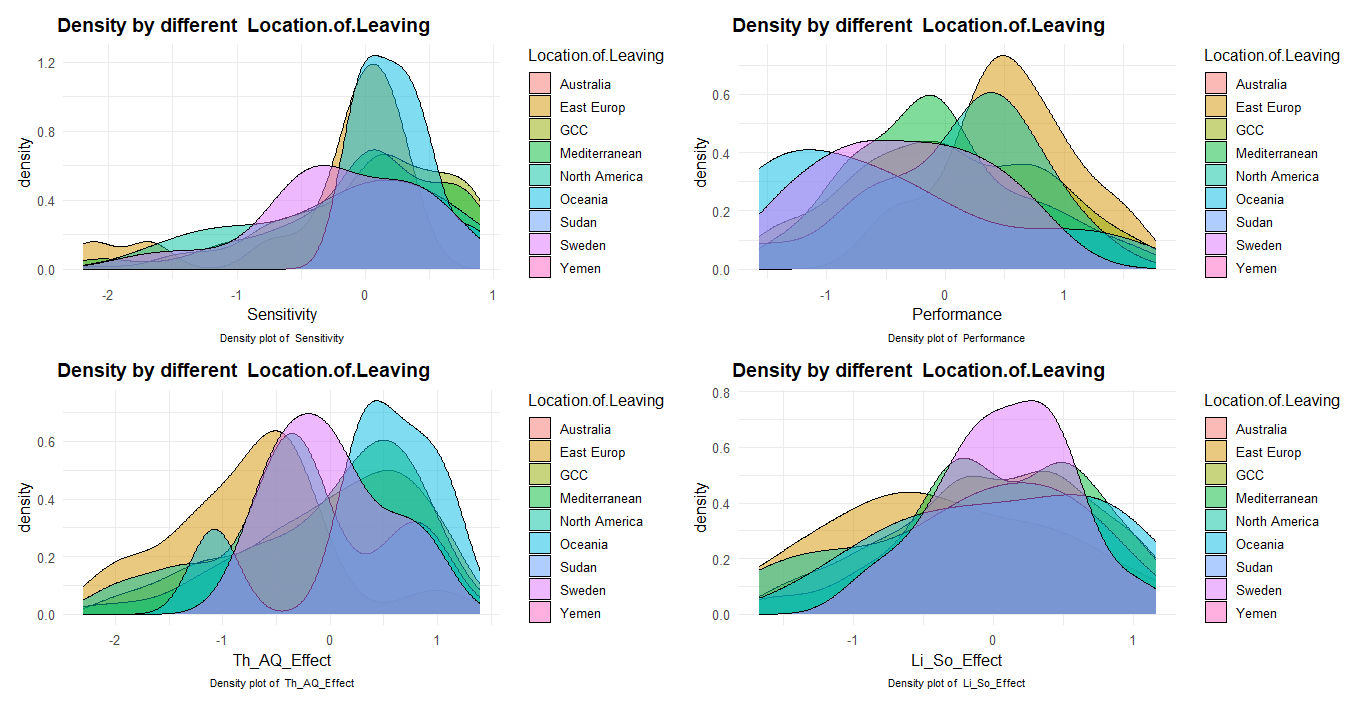 Density by different  Location.of.Leaving
density
1.2
0.8
0.4
0.0
-2
-1
0
1
Sensitivity
Density plot of  Sensitivity
Location.of.Leaving
Australia
East Europ
GCC
Mediterranean
North America
Oceania
Sudan
Sweden
Yemen
Density by different  Location.of.Leaving
density
0.6
0.4
0.2
0.0
-1
0
1
Performance
Density plot of  Performance
Location.of.Leaving
Australia
East Europ
GCC
Mediterranean
North America
Oceania
Sudan
Sweden
Yemen
Density by different  Location.of.Leaving
density
0.6
0.4
0.2
0.0
-2
-1
0
1
Th_AQ_Effect
Density plot of  Th_AQ_Effect
Location.of.Leaving
Australia
East Europ
GCC
Mediterranean
North America
Oceania
Sudan
Sweden
Yemen
Density by different  Location.of.Leaving
density
0.8
0.6
0.4
0.2
0.0
-1
0
1
Li_So_Effect
Density plot of  Li_So_Effect
Location.of.Leaving
Australia
East Europ
GCC
Mediterranean
North America
Oceania
Sudan
Sweden
Yemen